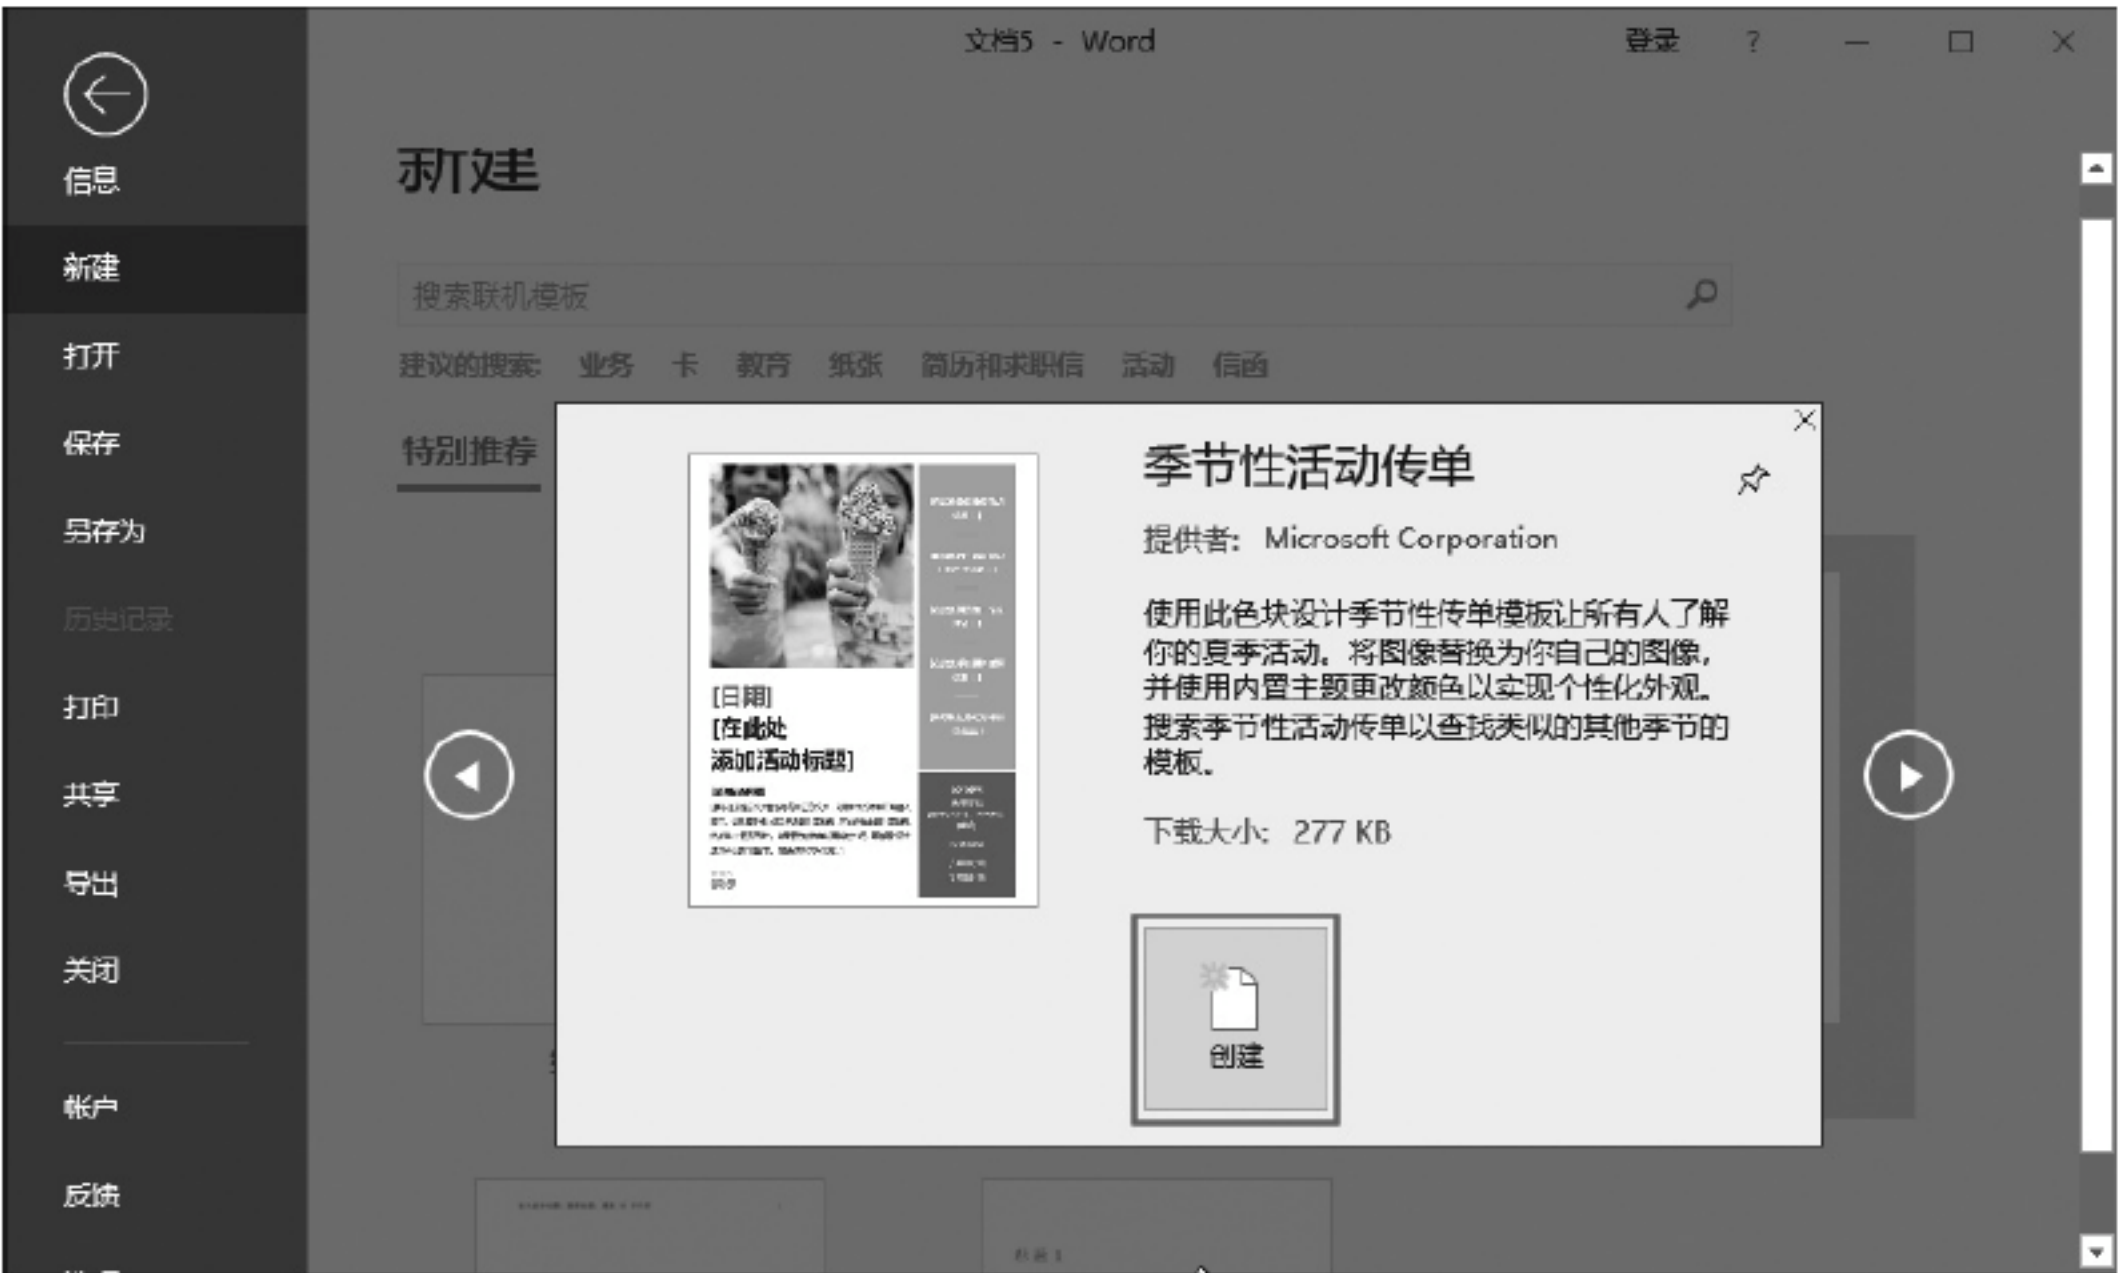 文档5 - Word
登录 ?
信息
新建
打开
保存
另存为
历史记录
打印
共享
导出
关闭
帐户
反馈
新建
搜索联机模板
建议的搜索: 业务 卡 教育 纸张 简历和求职信 活动 信函
特别推荐
[日期]
[在此处
添加活动标题]
季节性活动传单
提供者: Microsoft Corporation
使用此色块设计季节性传单模板让所有人了解
你的夏季活动。将图像替换为你自己的图像，
并使用内置主题更改颜色以实现个性化外观。
搜索季节性活动传单以查找类似的其他季节的
模板。
下载大小: 277 KB
创建
标题 1